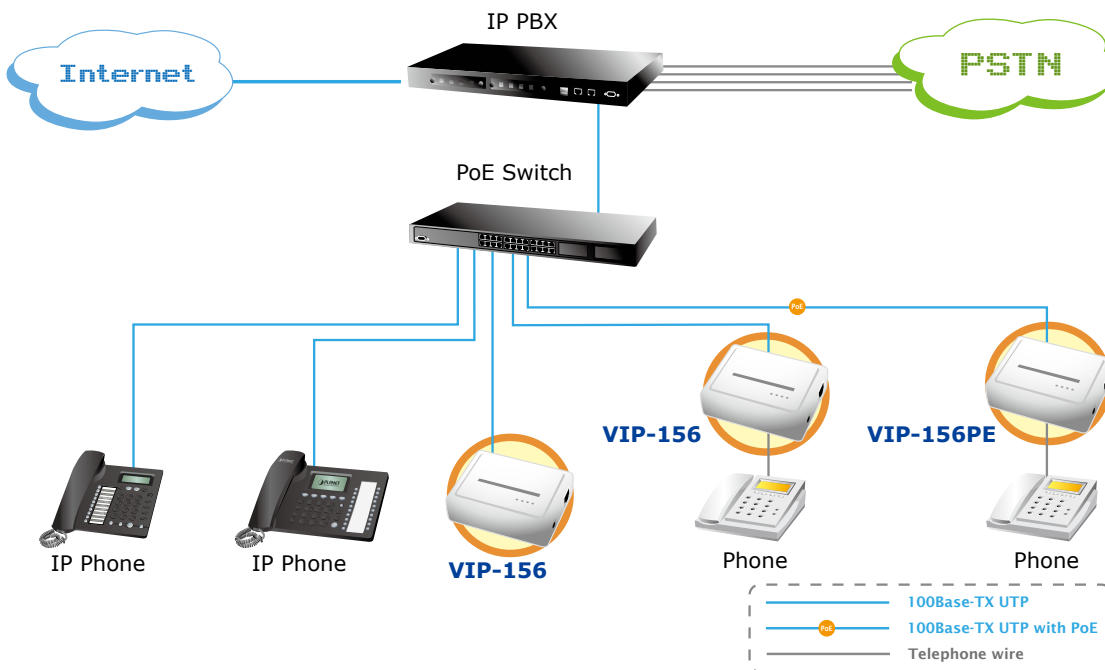 IP PBX
Internet
PSTN
PoE Switch
PoE
VIP-156
VIP-156PE
PLANET
IP Phone
IP Phone
VIP-156
Phone
Phone
100Base-TX UTP
PoE
100Base-TX UTP with PoE
Telephone wire